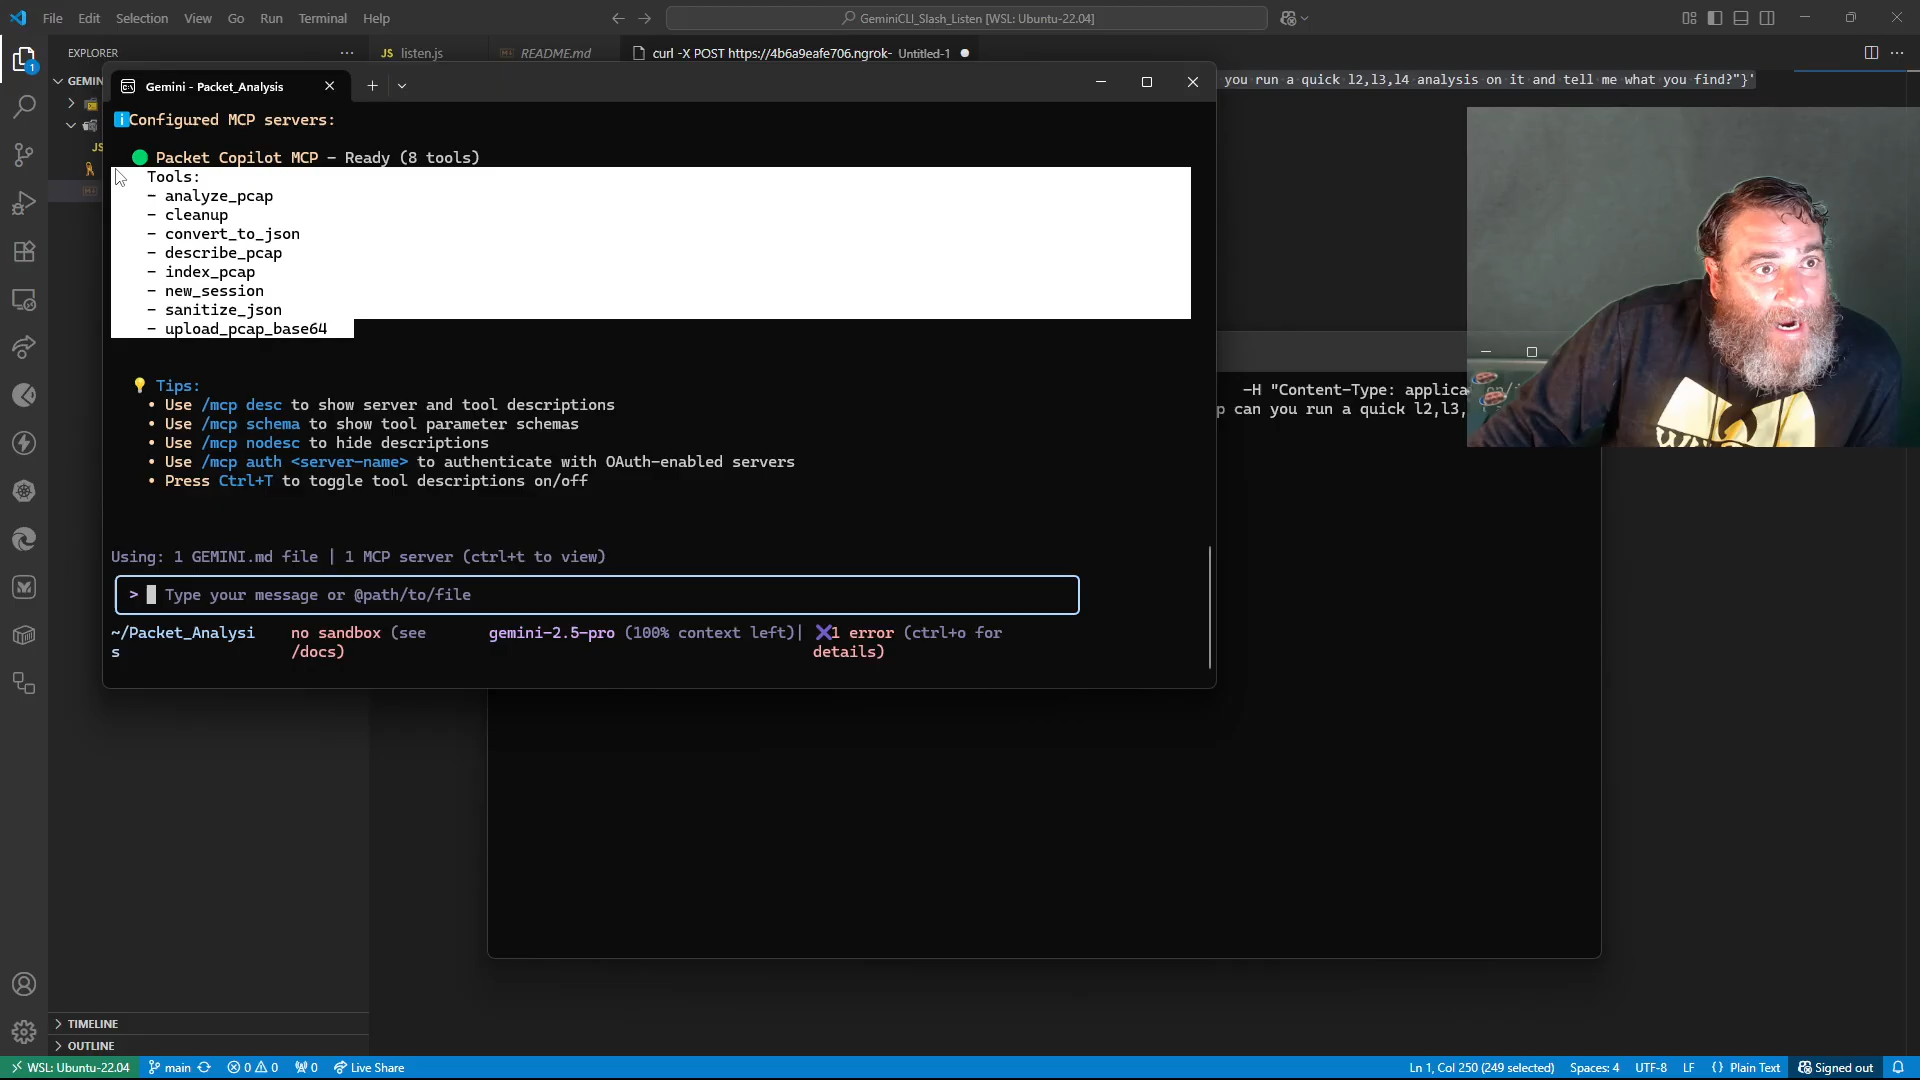 File Edit Selection View Go Run Terminal Help
GeminiCLI_Slash_Listen [WSL: Ubuntu-22.04]
EXPLORER
JS listen.js
README.md
curl -X POST https://4b6a9eafe706.ngrok- Untitled-1
1
GEMIN
JS
you run a quick l2,l3,l4 analysis on it and tell me what you find?"}'
Gemini - Packet_Analysis
i Configured MCP servers:
Packet Copilot MCP - Ready (8 tools)
Tools:
- analyze_pcap
- cleanup
- convert_to_json
- describe_pcap
- index_pcap
- new_session
- sanitize_json
- upload_pcap_base64
-H "Content-Type: applica
p can you run a quick l2,l3,
Tips:
• Use /mcp desc to show server and tool descriptions
• Use /mcp schema to show tool parameter schemas
• Use /mcp nodesc to hide descriptions
• Use /mcp auth <server-name> to authenticate with OAuth-enabled servers
• Press Ctrl+T to toggle tool descriptions on/off
Using: 1 GEMINI.md file | 1 MCP server (ctrl+t to view)
> Type your message or @path/to/file
~/Packet_Analysi no sandbox (see gemini-2.5-pro (100% context left)| ✖1 error (ctrl+o for
s /docs) details)
TIMELINE
OUTLINE
WSL: Ubuntu-22.04 main 0 0 0 Live Share Ln 1, Col 250 (249 selected) Spaces: 4 UTF-8 LF {} Plain Text Signed out